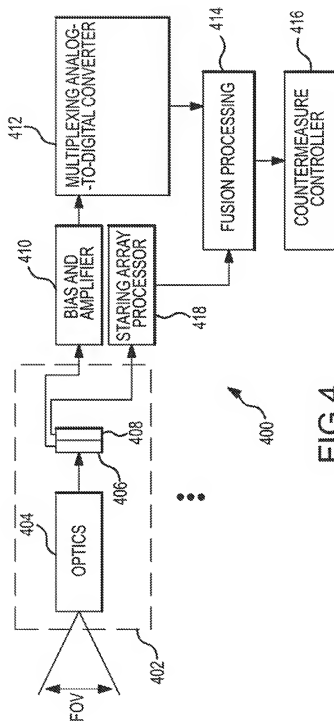 FOV
402
404
OPTICS
406
408
410
BIAS AND
AMPLIFIER
STARING ARRAY
PROCESSOR
418
412
MULTIPLEXING ANALOG-
-TO-DIGITAL CONVERTER
414
FUSION PROCESSING
416
COUNTERMEASURE
CONTROLLER
400
FIG.4